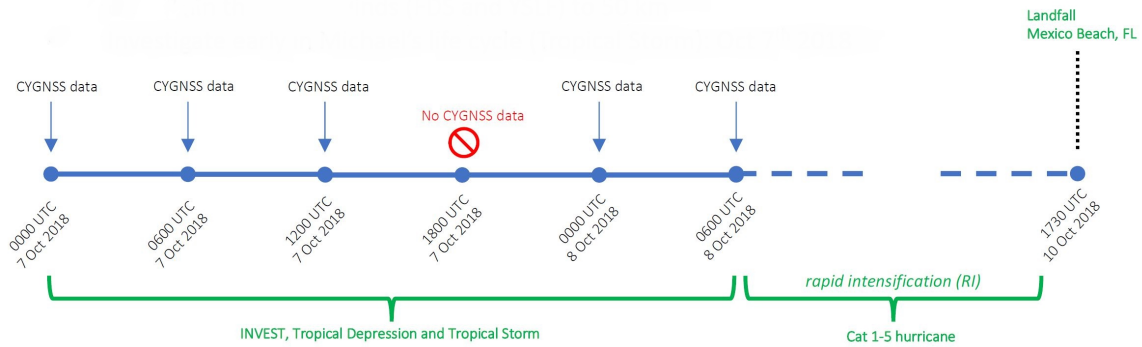 Landfall
Mexico Beach, FL
CYGNSS data
CYGNSS data
CYGNSS data
No CYGNSS data
CYGNSS data
CYGNSS data
0000 UTC
7 Oct 2018
0600 UTC
7 Oct 2018
1200 UTC
7 Oct 2018
1800 UTC
7 Oct 2018
0000 UTC
8 Oct 2018
0600 UTC
8 Oct 2018
1730 UTC
10 Oct 2018
rapid intensification (RI)
INVEST, Tropical Depression and Tropical Storm
Cat 1-5 hurricane